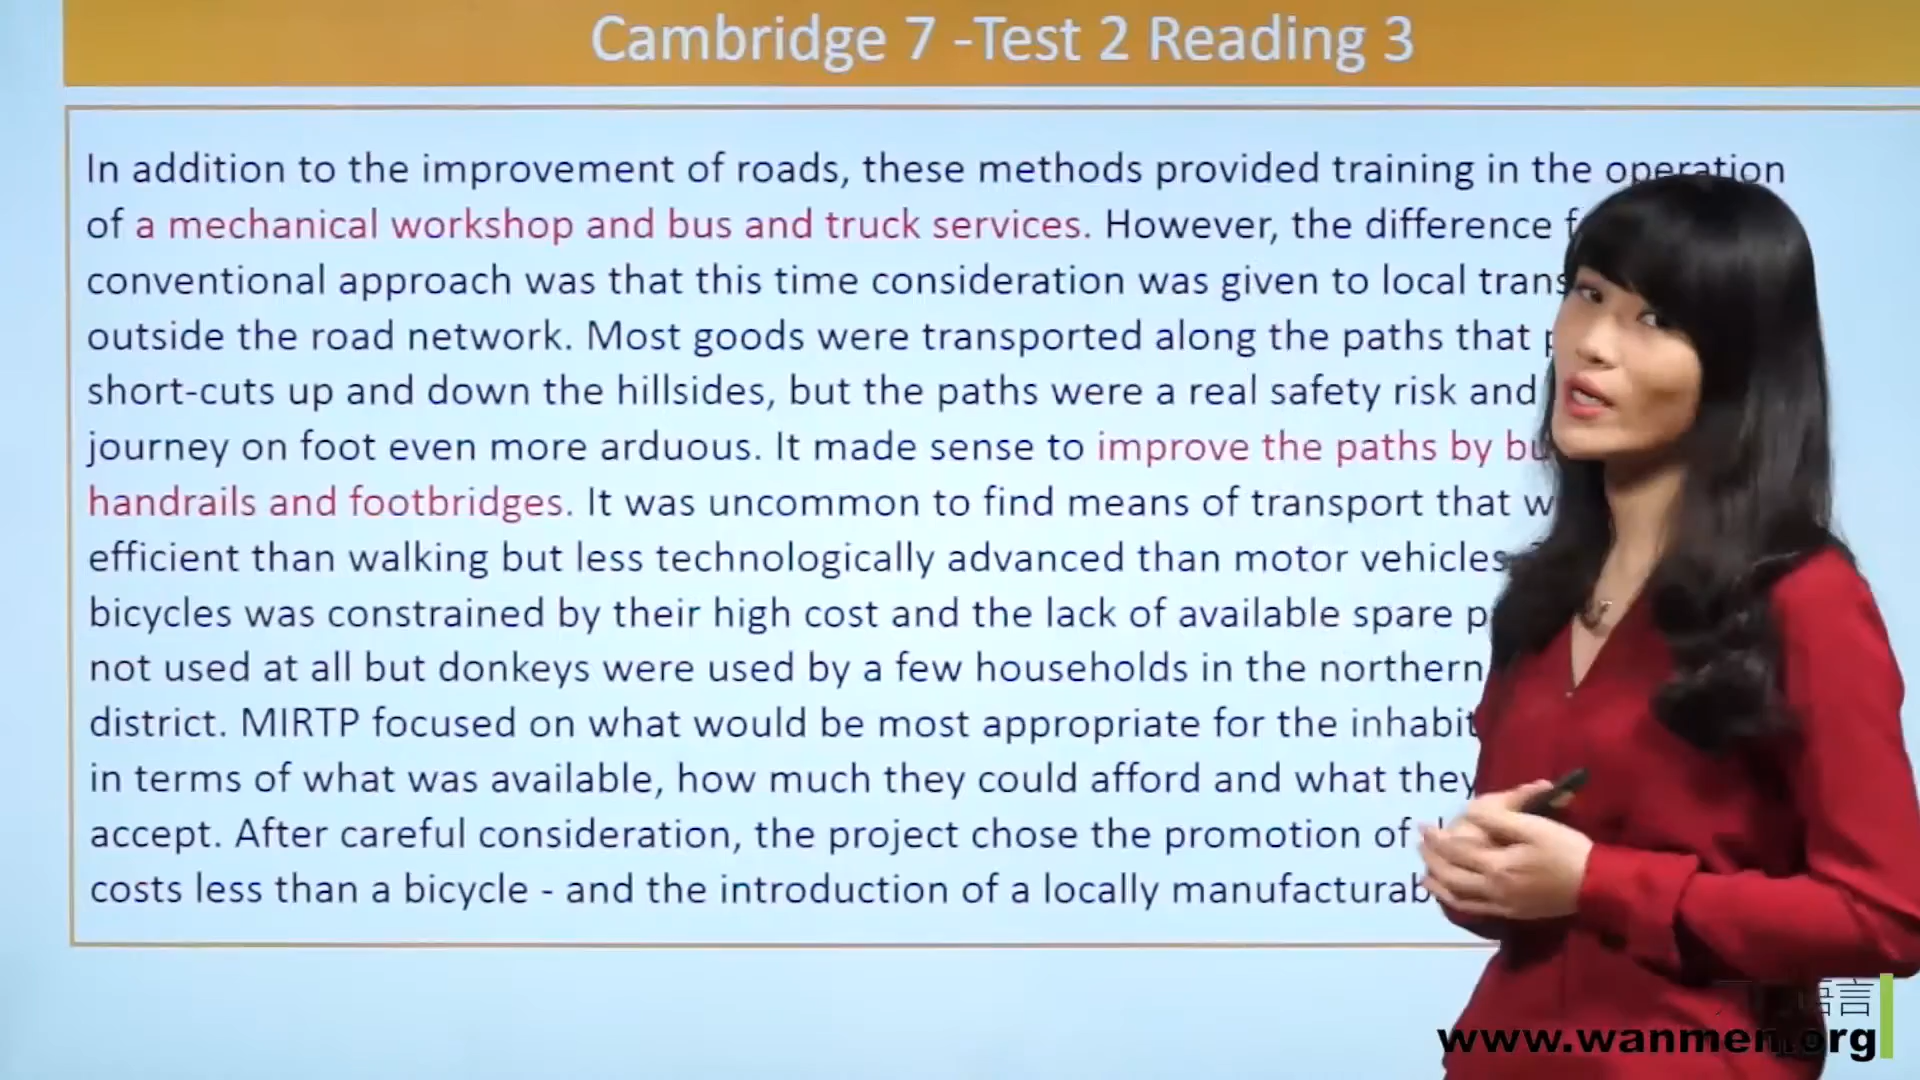 Cambridge 7 -Test 2 Reading 3
In addition to the improvement of roads, these methods provided training in the operation
of a mechanical workshop and bus and truck services. However, the difference
conventional approach was that this time consideration was given to local
outside the road network. Most goods were transported along the paths that
short-cuts up and down the hillsides, but the paths were a real safety risk and
journey on foot even more arduous. It made sense to improve the paths by
handrails and footbridges. It was uncommon to find means of transport that
efficient than walking but less technologically advanced than motor vehicles
bicycles was constrained by their high cost and the lack of available spare
not used at all but donkeys were used by a few households in the northern
district. MIRTP focused on what would be most appropriate for the
in terms of what was available, how much they could afford and what they
accept. After careful consideration, the project chose the promotion of
costs less than a bicycle - and the introduction of a locally
语言
www.wanmen.org